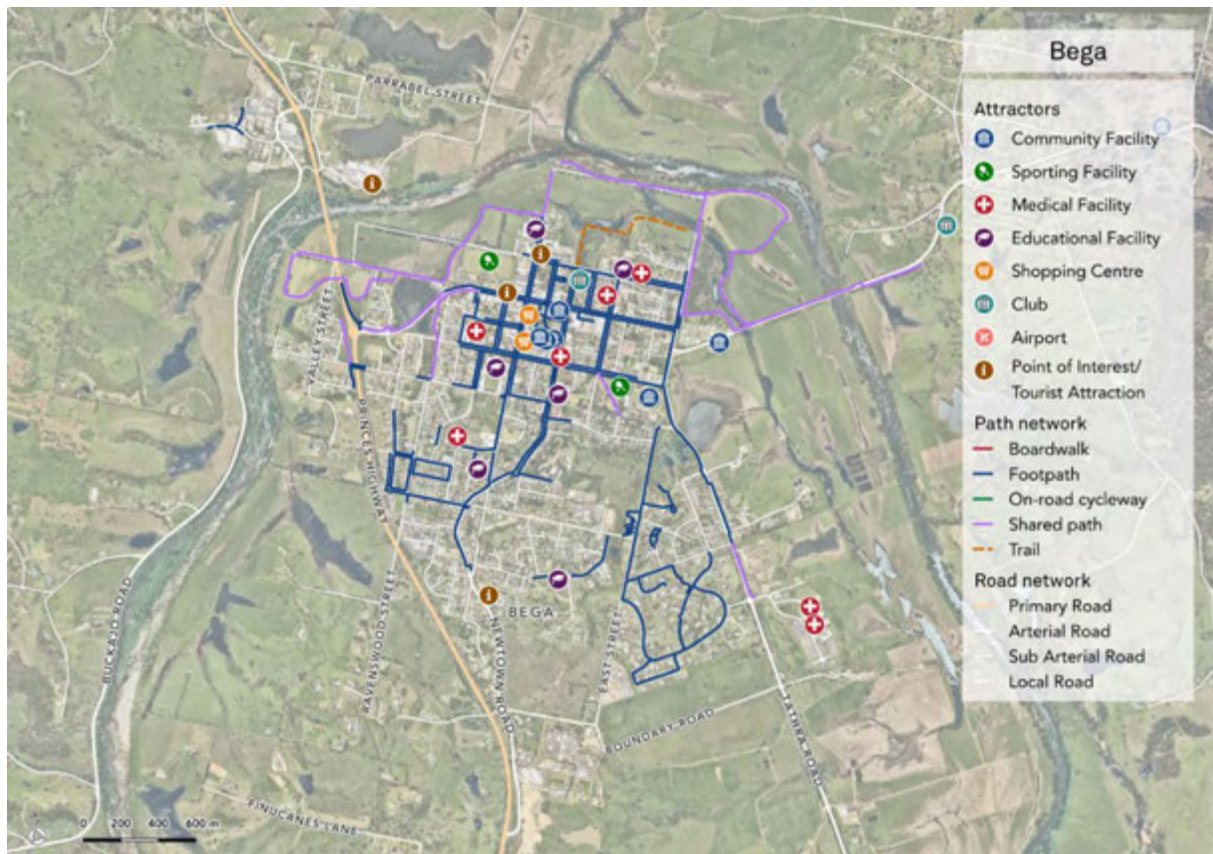 Bega
Attractors
Community Facility
Sporting Facility
Medical Facility
Educational Facility
Shopping Centre
Club
Airport
Point of Interest/
Tourist Attraction
Path network
Boardwalk
Footpath
On-road cycleway
Shared path
Trail
Road network
Primary Road
Arterial Road
Sub Arterial Road
Local Road
PARRABEL STREET
VALEY STREET
PRINCES HIGHWAY
BUCKAJO ROAD
RAVENSWOOD STREET
BEGA
NEWTOWN ROAD
EAST STREET
BOUNDARY ROAD
TATHRA ROAD
FINUCANES LANE
0 200 400 600 m